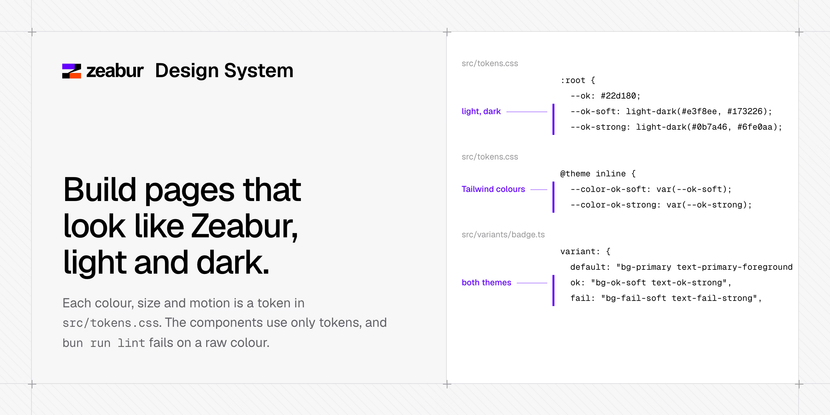 zeabur Design System
Build pages that
look like Zeabur,
light and dark.
Each colour, size and motion is a token in
src/tokens.css. The components use only tokens, and
bun run lint fails on a raw colour.
src/tokens.css
:root {
--ok: #22d180;
light, dark
--ok-soft: light-dark(#e3f8ee, #173226);
--ok-strong: light-dark(#0b7a46, #6fe0aa);
src/tokens.css
@theme inline {
Tailwind colours
--color-ok-soft: var(--ok-soft);
--color-ok-strong: var(--ok-strong);
src/variants/badge.ts
variant: {
default: "bg-primary text-primary-foreground
both themes
ok: "bg-ok-soft text-ok-strong",
fail: "bg-fail-soft text-fail-strong",